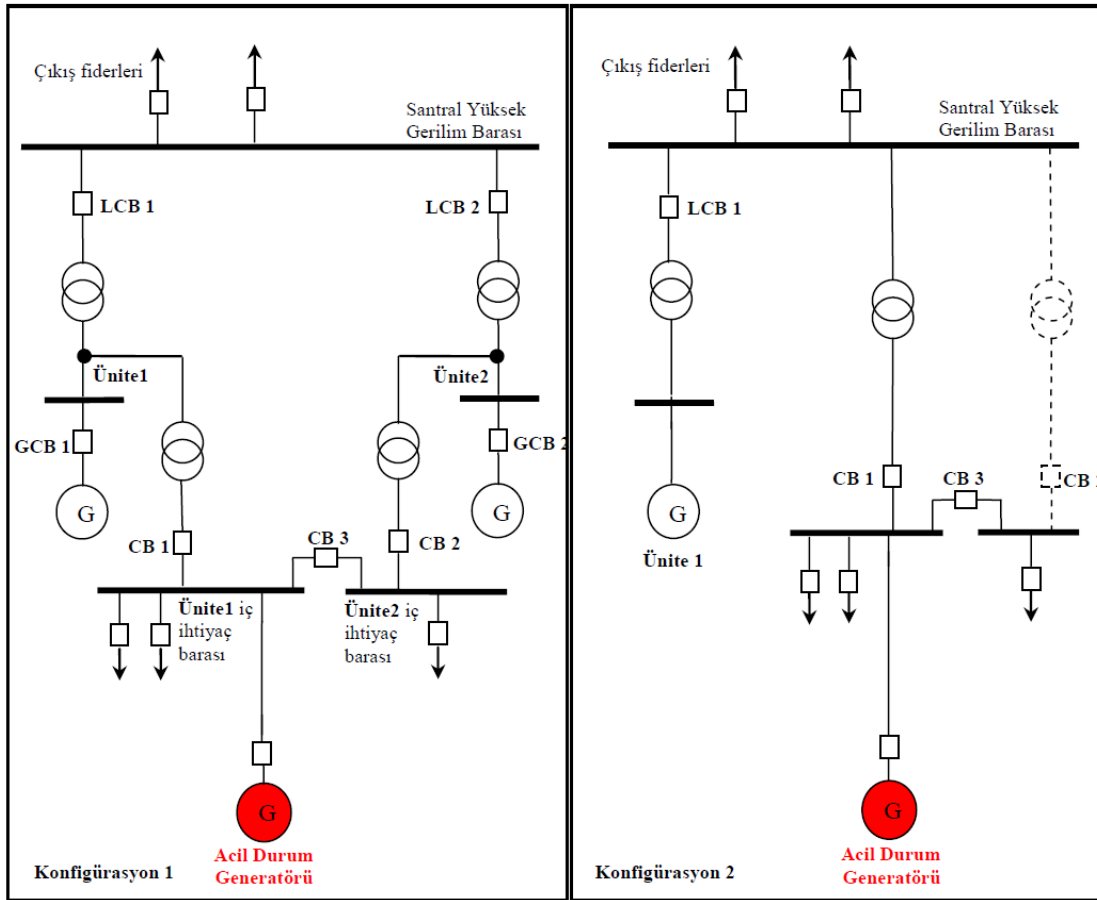 Çıkış fiderleri
Santral Yüksek
Gerilim Barası
LCB 1
LCB 2
Ünite1
Ünite2
GCB 1
GCB 2
G
G
CB 1
CB 3
CB 2
Ünite1 iç
ihtiyaç
barası
Ünite2 iç
ihtiyaç
barası
G
Acil Durum
Generatörü
Konfigürasyon 1
Çıkış fiderleri
Santral Yüksek
Gerilim Barası
LCB 1
CB 1
CB 3
CB
G
Ünite 1
G
Acil Durum
Generatörü
Konfigürasyon 2